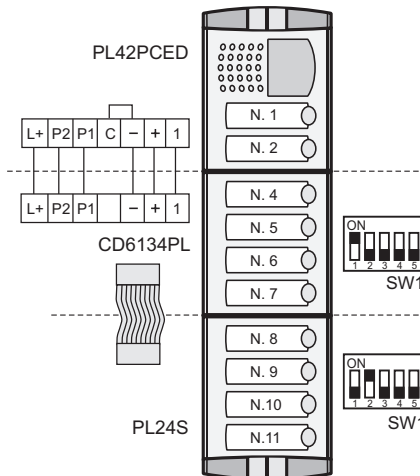 PL42PCED
N. 1
N. 2
L+ P2 P1 C – + 1
L+ P2 P1 – + 1
CD6134PL
N. 4
N. 5
N. 6
N. 7
ON
1 2 3 4 5
SW1
N. 8
N. 9
N.10
N.11
ON
1 2 3 4 5
SW1
PL24S